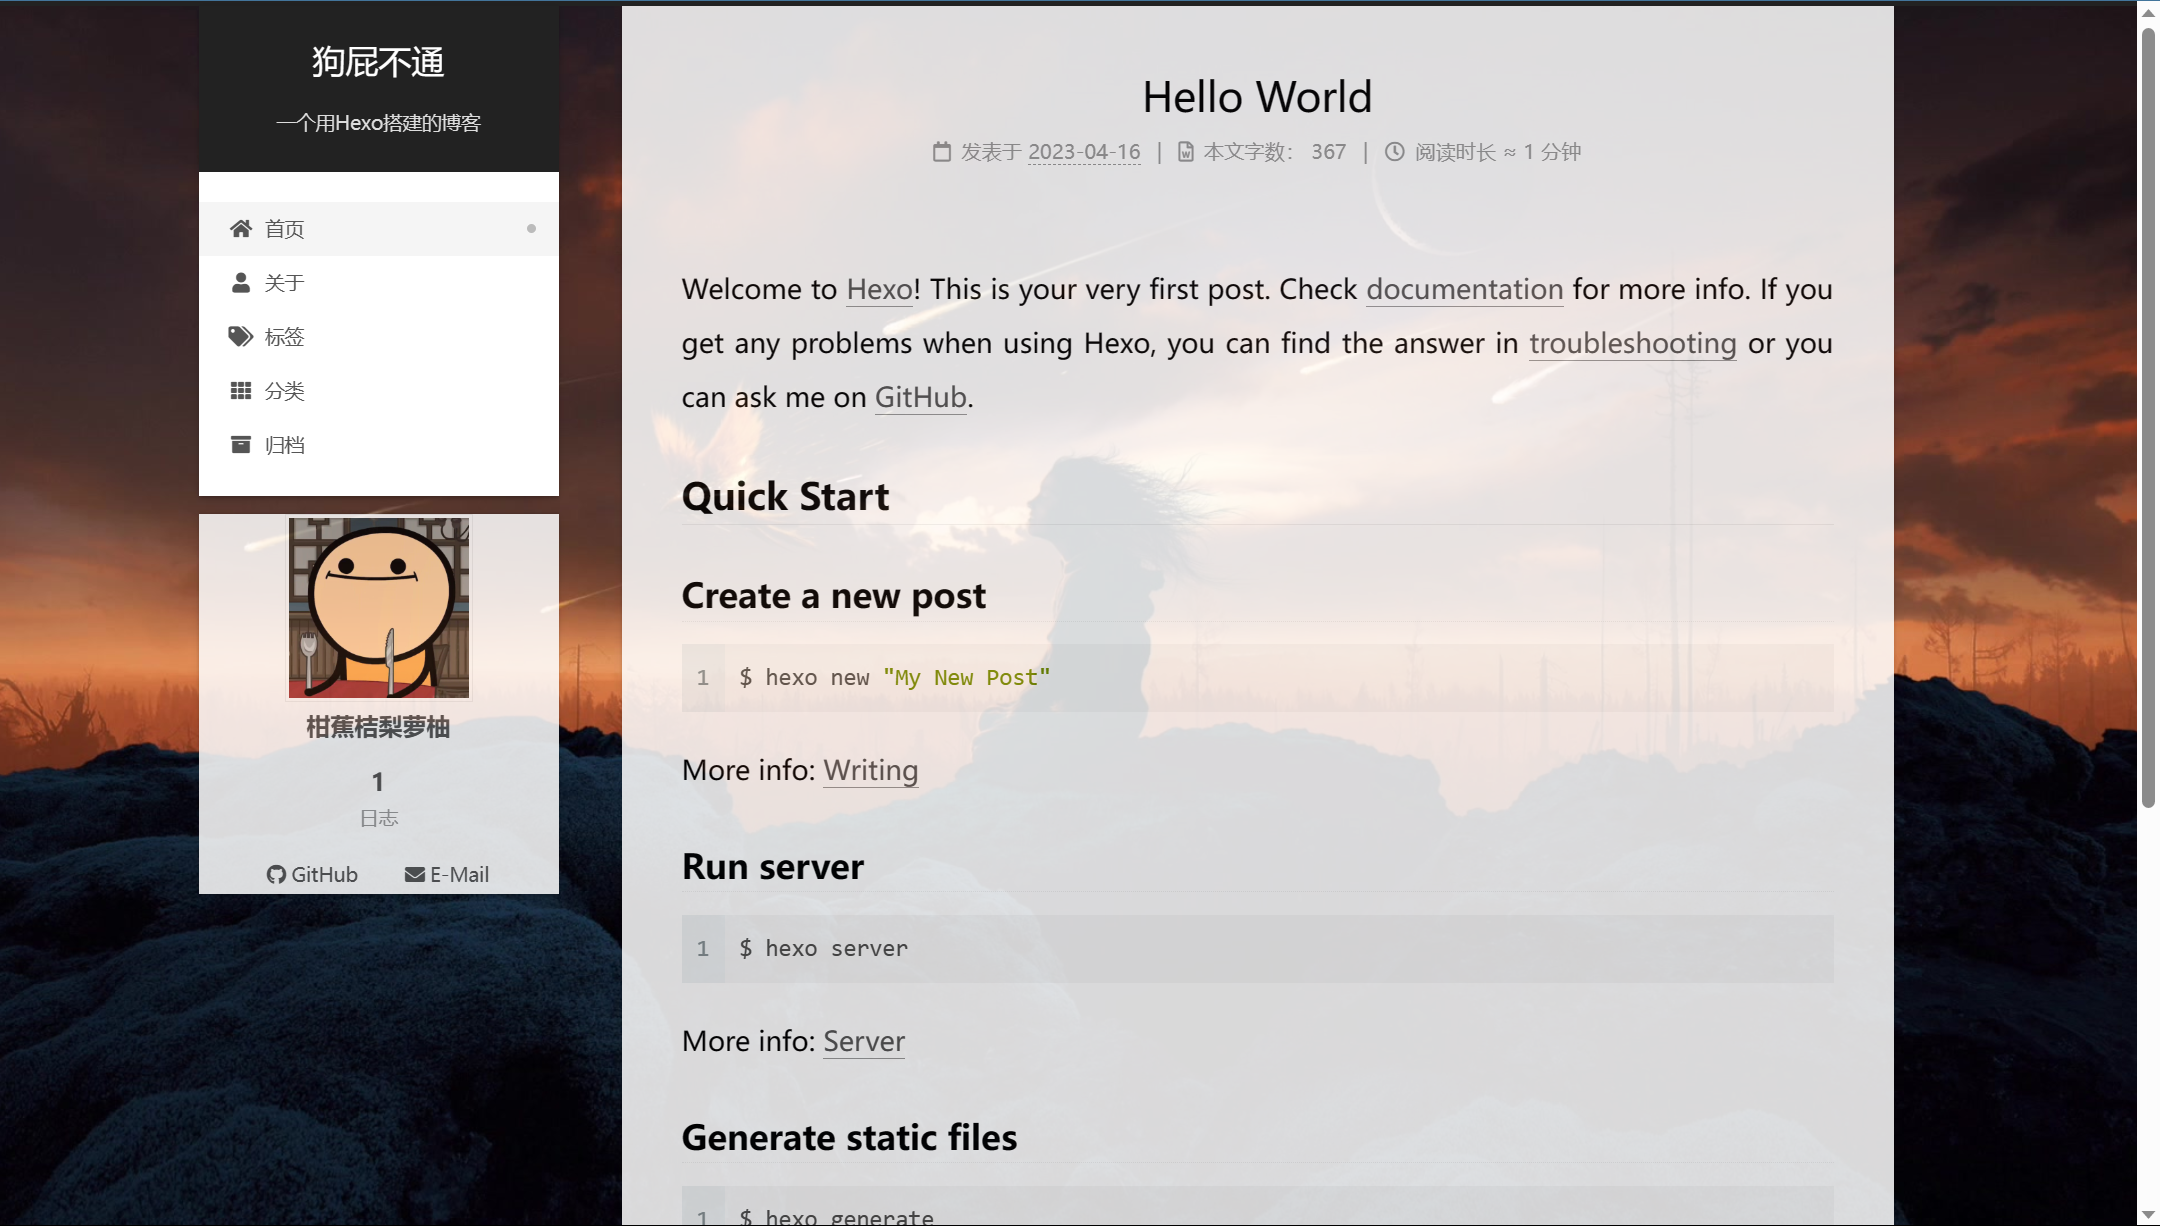 狗屁不通
一个用Hexo搭建的博客
首页
关于
标签
分类
归档
柑蕉桔梨萝柚
1
日志
GitHub E-Mail
Hello World
发表于 2023-04-16 | 本文字数： 367 | 阅读时长 ≈ 1 分钟
Welcome to Hexo! This is your very first post. Check documentation for more info. If you
get any problems when using Hexo, you can find the answer in troubleshooting or you
can ask me on GitHub.
Quick Start
Create a new post
1 $ hexo new "My New Post"
More info: Writing
Run server
1 $ hexo server
More info: Server
Generate static files
1 $ hexo generate